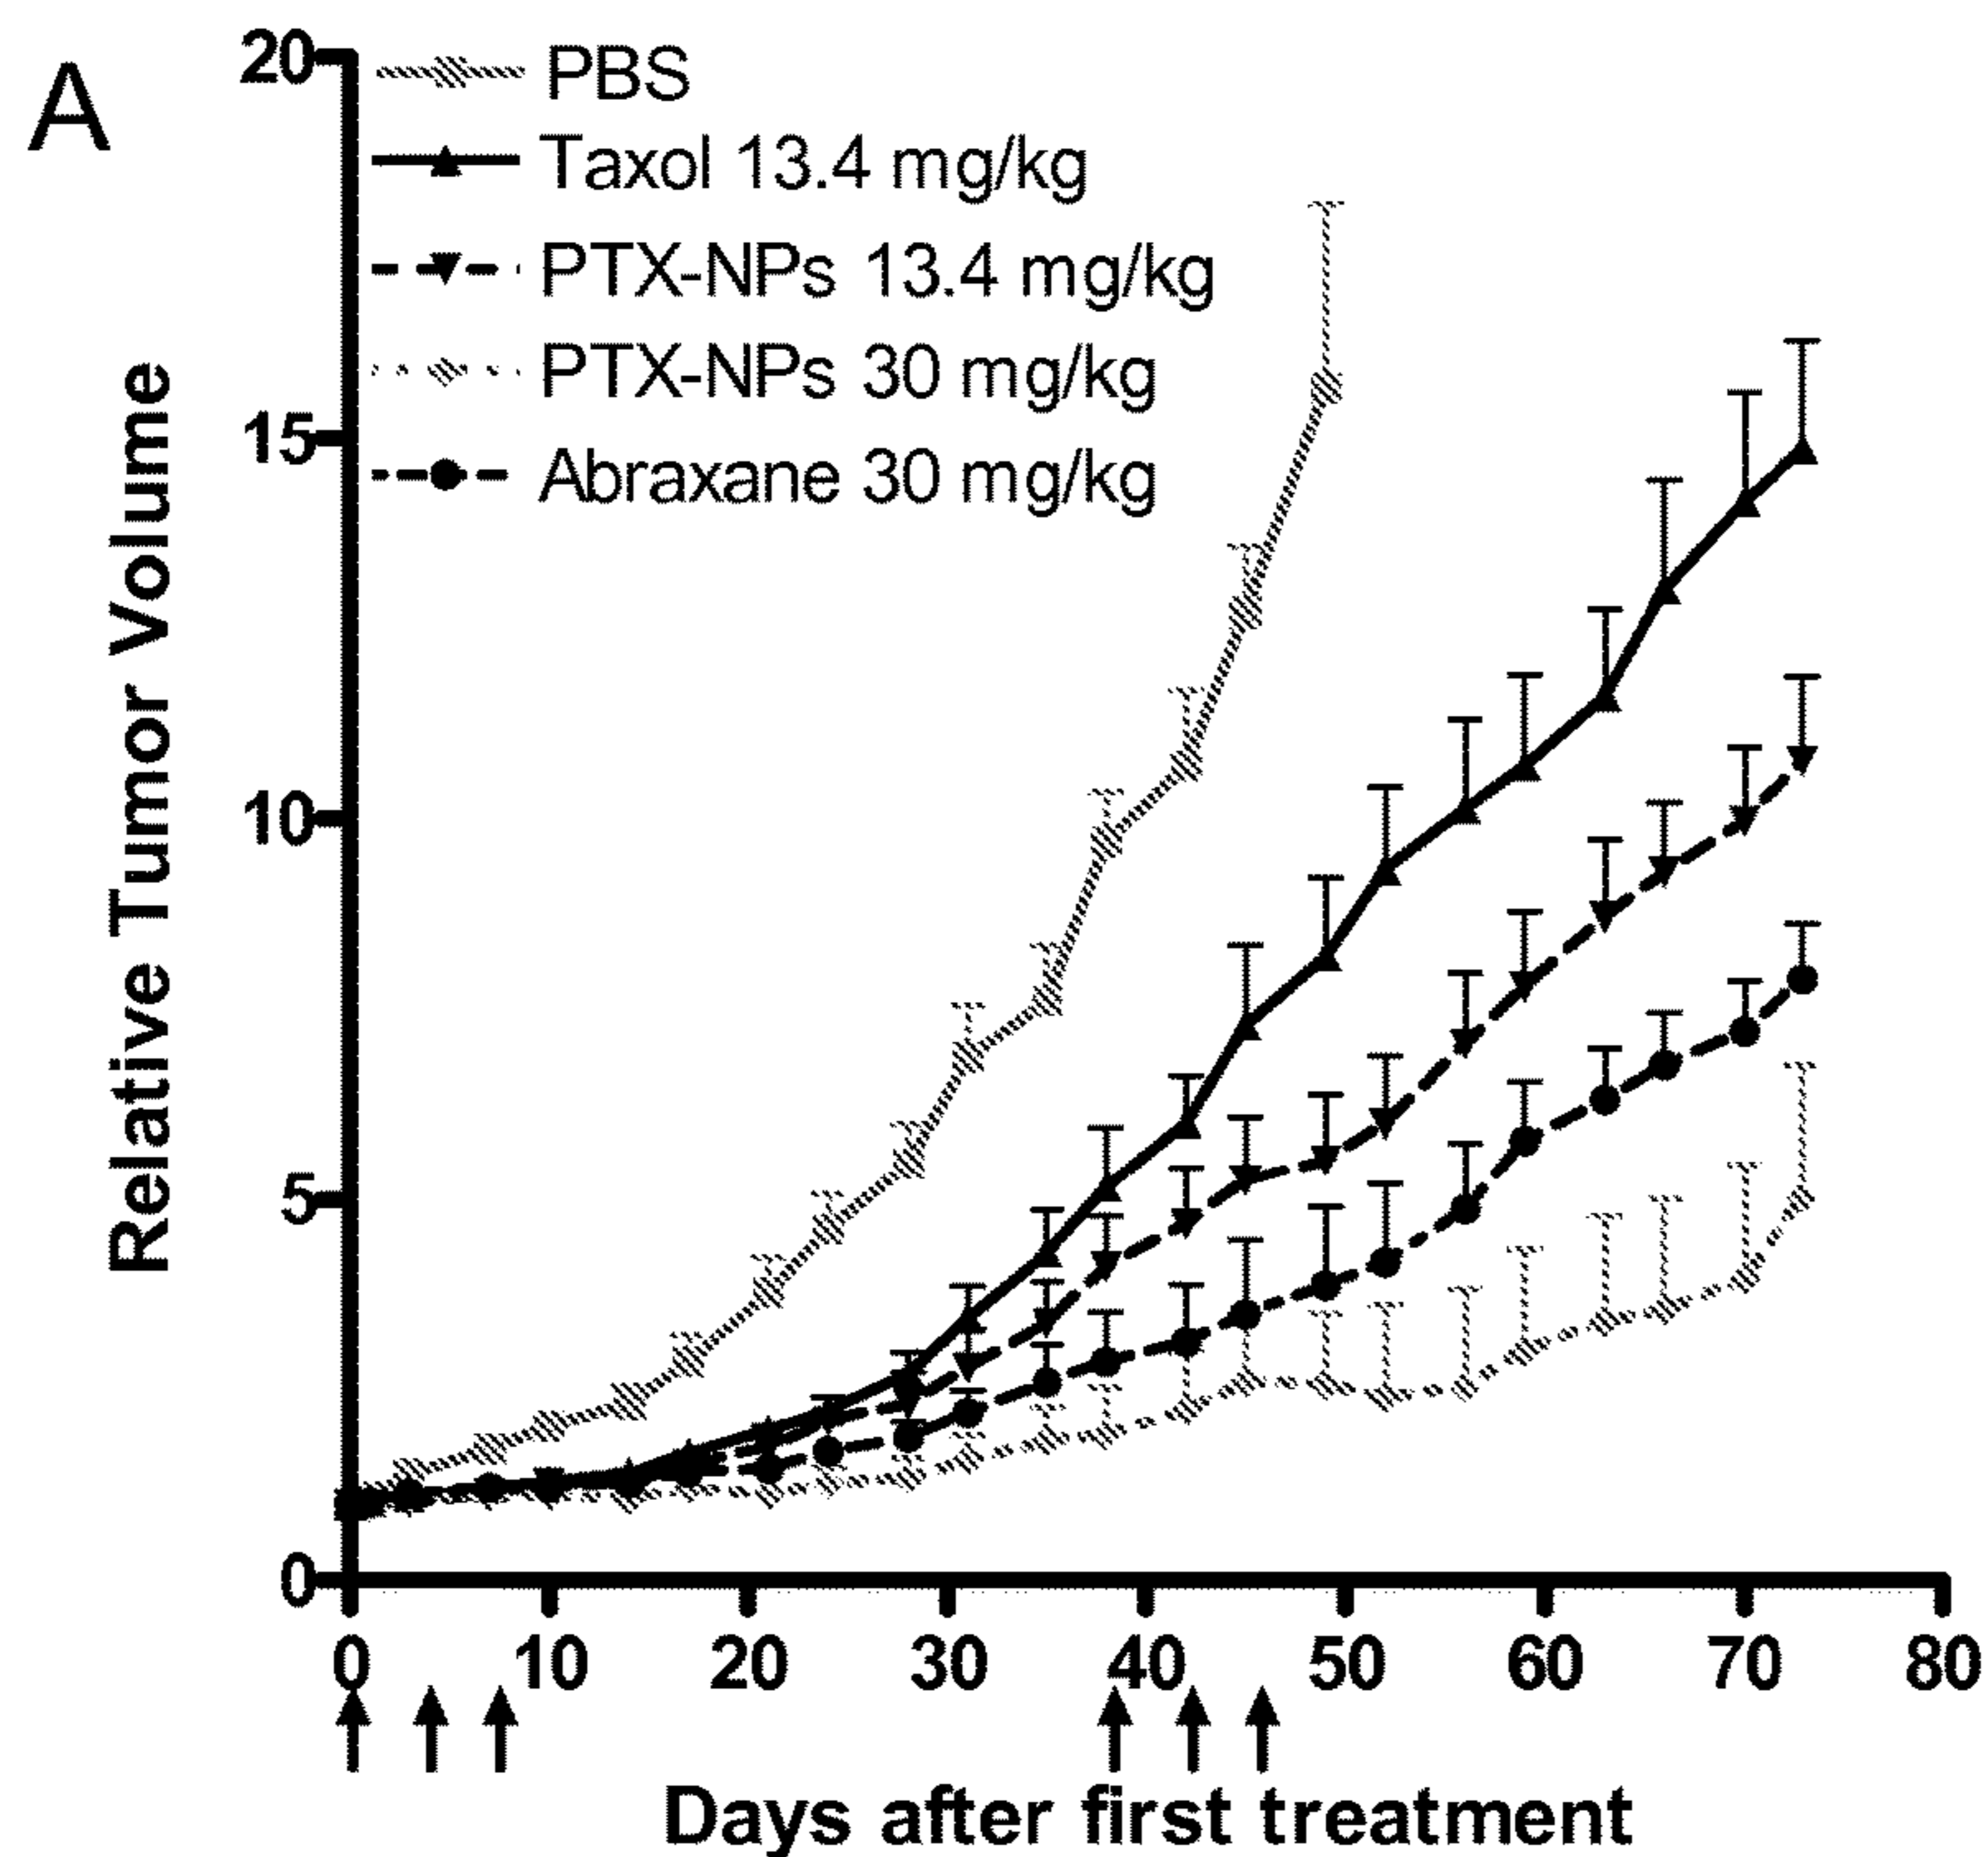 A
PBS
Taxol 13.4 mg/kg
PTX-NPs 13.4 mg/kg
PTX-NPs 30 mg/kg
Abraxane 30 mg/kg
Relative Tumor Volume
20
15
10
5
0
0 10 20 30 40 50 60 70 80
Days after first treatment